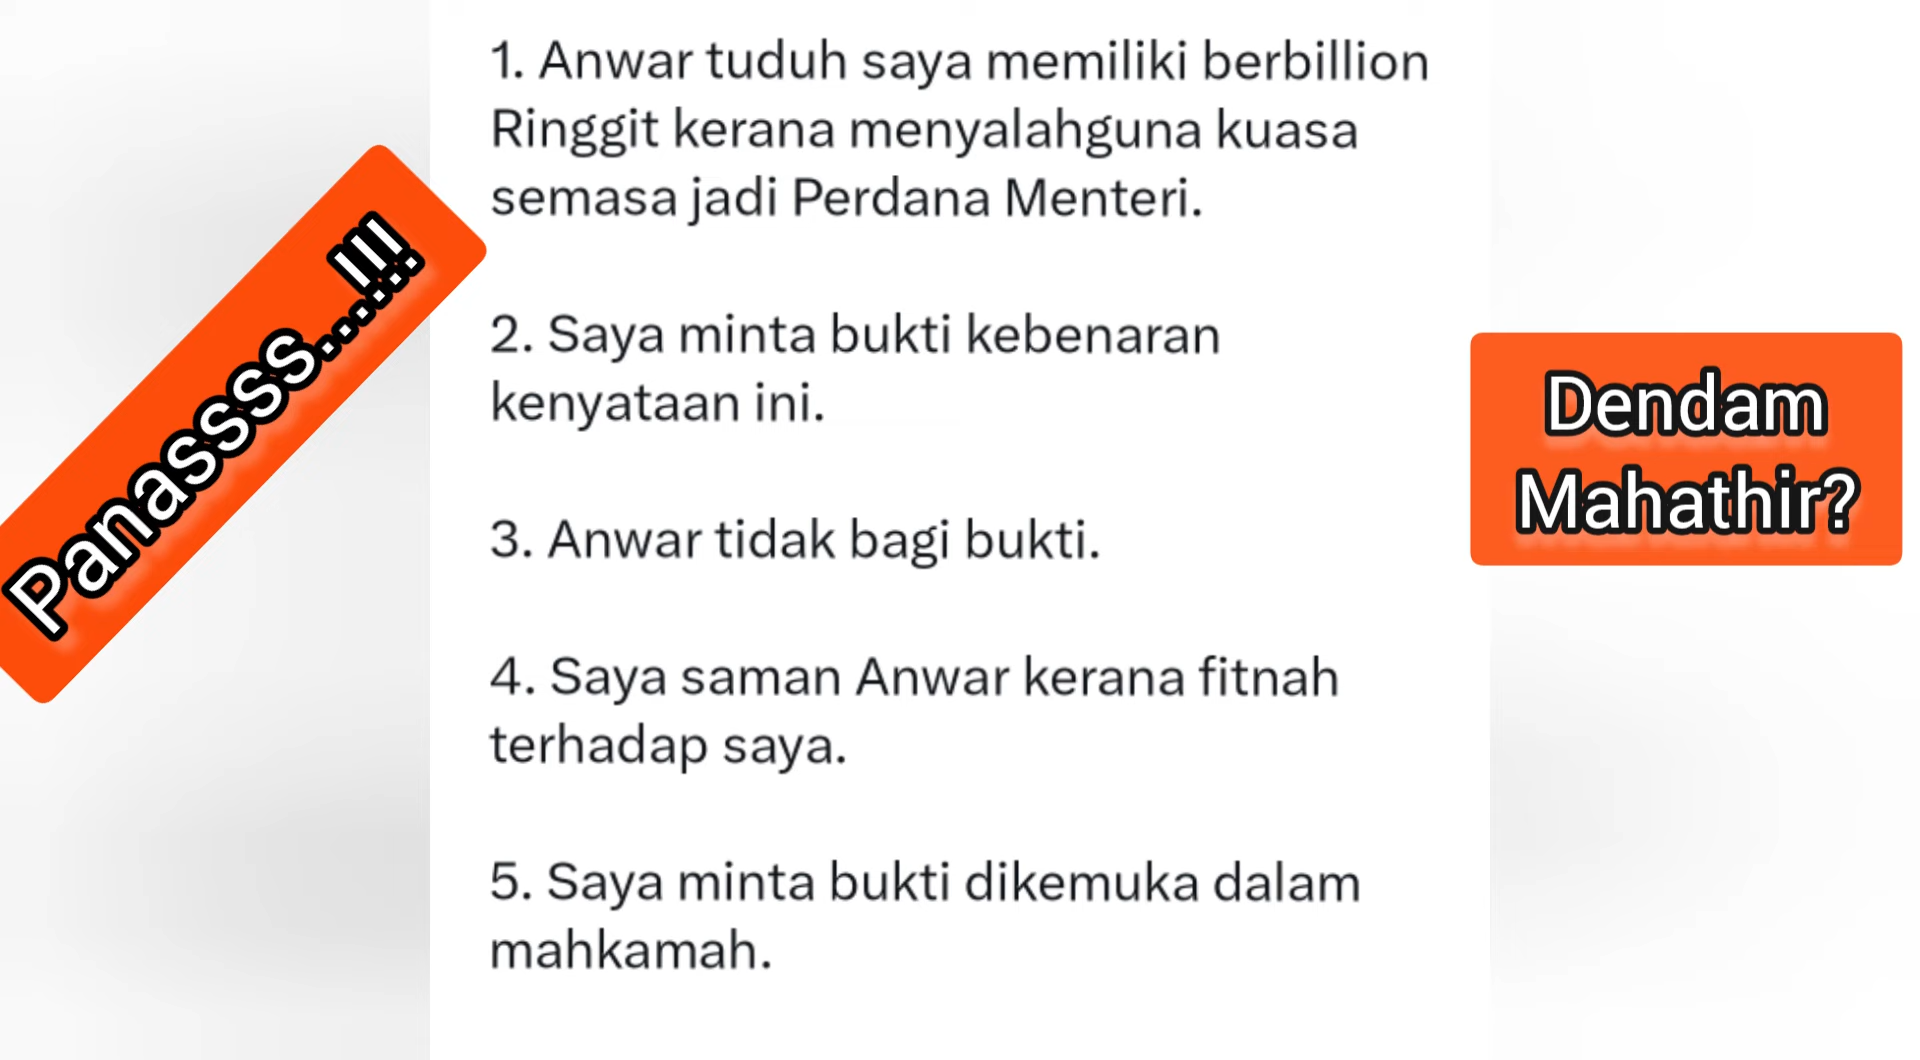 1. Anwar tuduh saya memiliki berbillion
Ringgit kerana menyalahguna kuasa
semasa jadi Perdana Menteri.
2. Saya minta bukti kebenaran
kenyataan ini.
3. Anwar tidak bagi bukti.
4. Saya saman Anwar kerana fitnah
terhadap saya.
5. Saya minta bukti dikemuka dalam
mahkamah.
Panassss...!!!
Dendam
Mahathir?